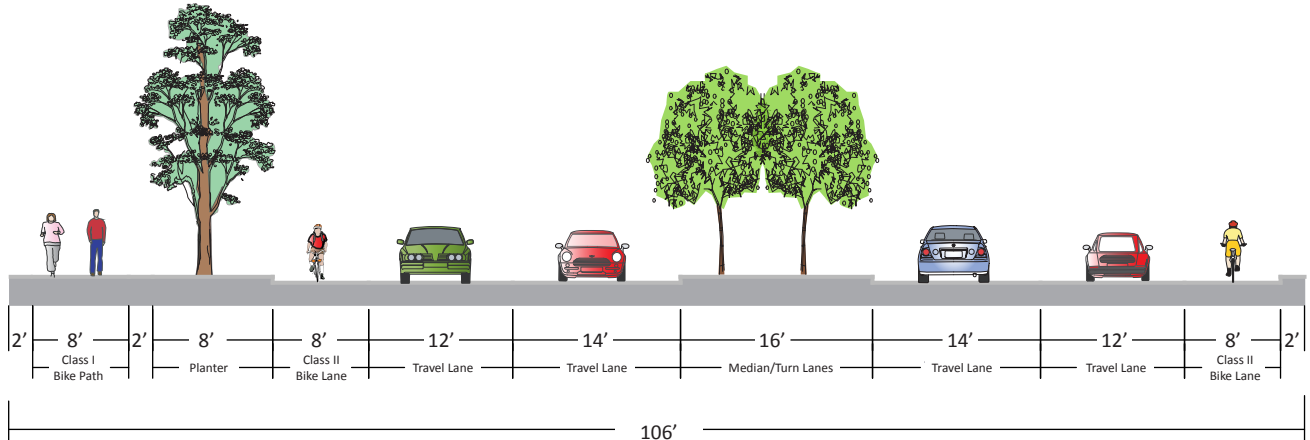 2’ 8’ 2’ 8’ 8’ 12’ 14’ 16’ 14’ 12’ 8’ 2’
Class I
Bike Path
Planter
Class II
Bike Lane
Travel Lane
Travel Lane
Median/Turn Lanes
Travel Lane
Travel Lane
Class II
Bike Lane
106’